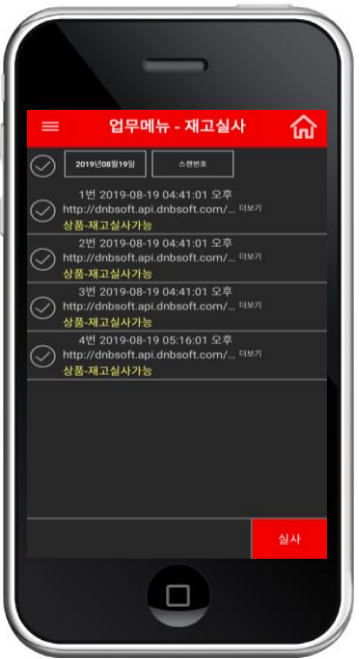 업무메뉴 - 재고실사
2019년08월19일 스캔번호
1번 2019-08-19 04:41:01 오후
http://dnbsoft.api.dnbsoft.com/... 더보기
상품-재고실사가능
2번 2019-08-19 04:41:01 오후
http://dnbsoft.api.dnbsoft.com/... 더보기
상품-재고실사가능
3번 2019-08-19 04:41:01 오후
http://dnbsoft.api.dnbsoft.com/... 더보기
상품-재고실사가능
4번 2019-08-19 05:16:01 오후
http://dnbsoft.api.dnbsoft.com/... 더보기
상품-재고실사가능
실사